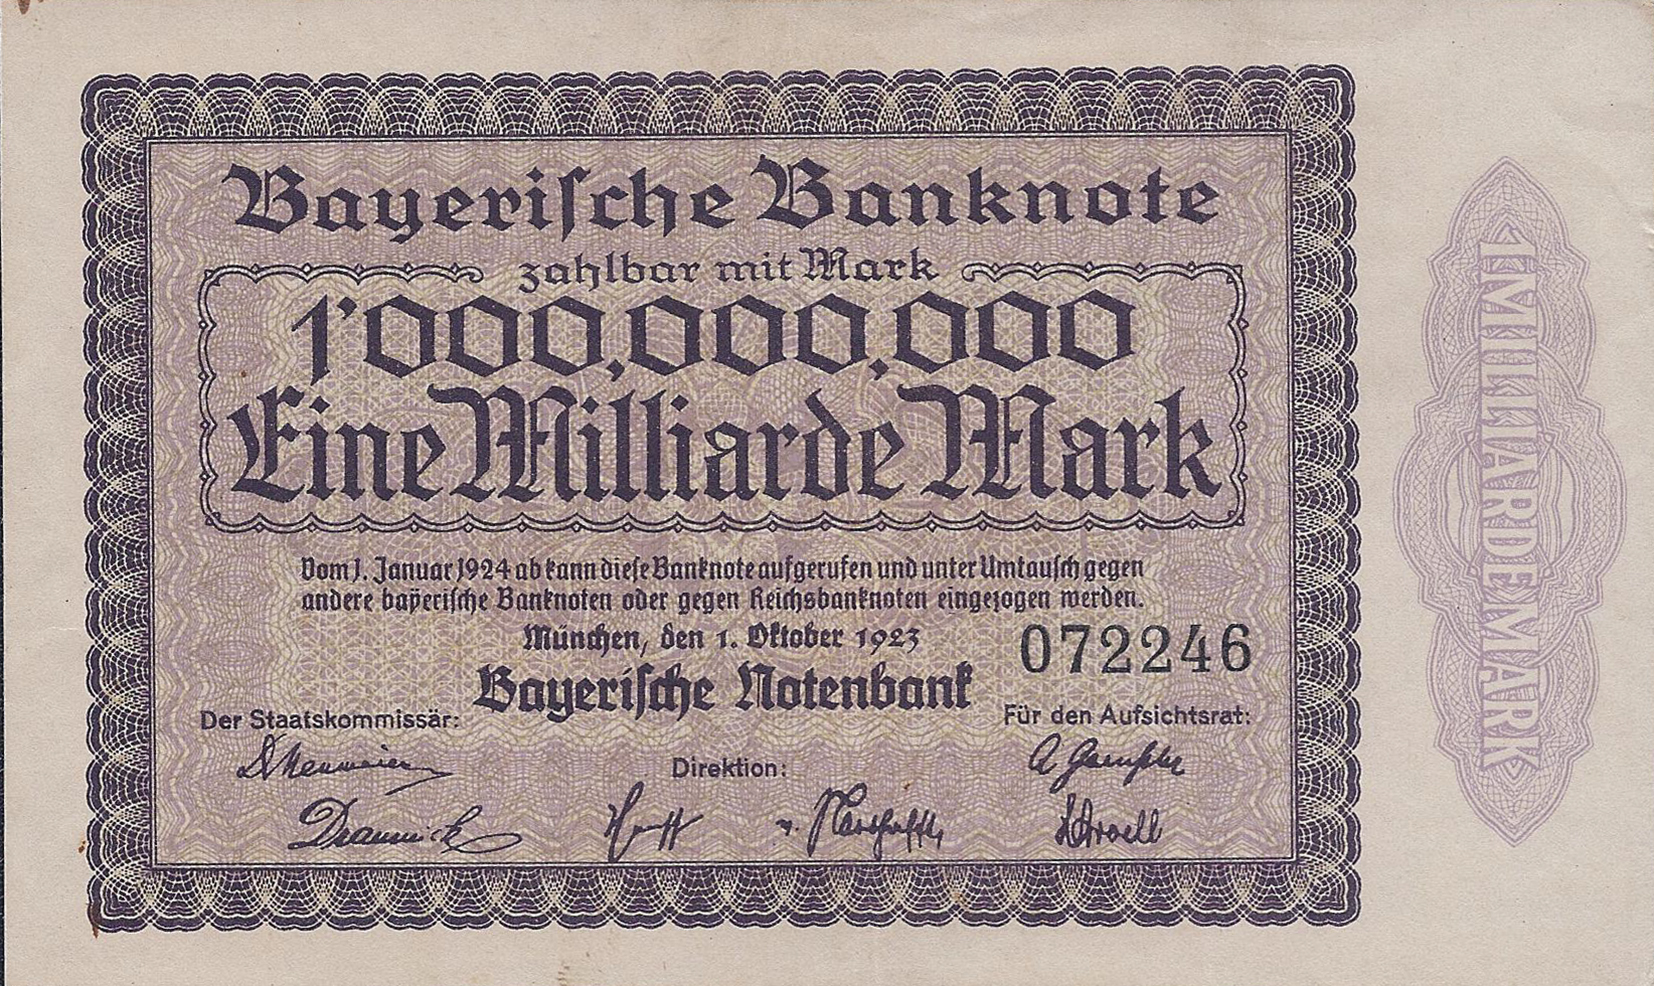 Bayerische Banknote
zahlbar mit Mark
1'000,000,000
Eine Milliarde Mark
Vom 1. Januar 1924 ab kann diese Banknote aufgerufen und unter Umtausch gegen
andere bayerische Banknoten oder gegen Reichsbanknoten eingezogen werden.
München, den 1. Oktober 1923
072246
Bayerische Notenbank
Der Staatskommissär:
Für den Aufsichtsrat:
Direktion:
1 MILLIARDE MARK